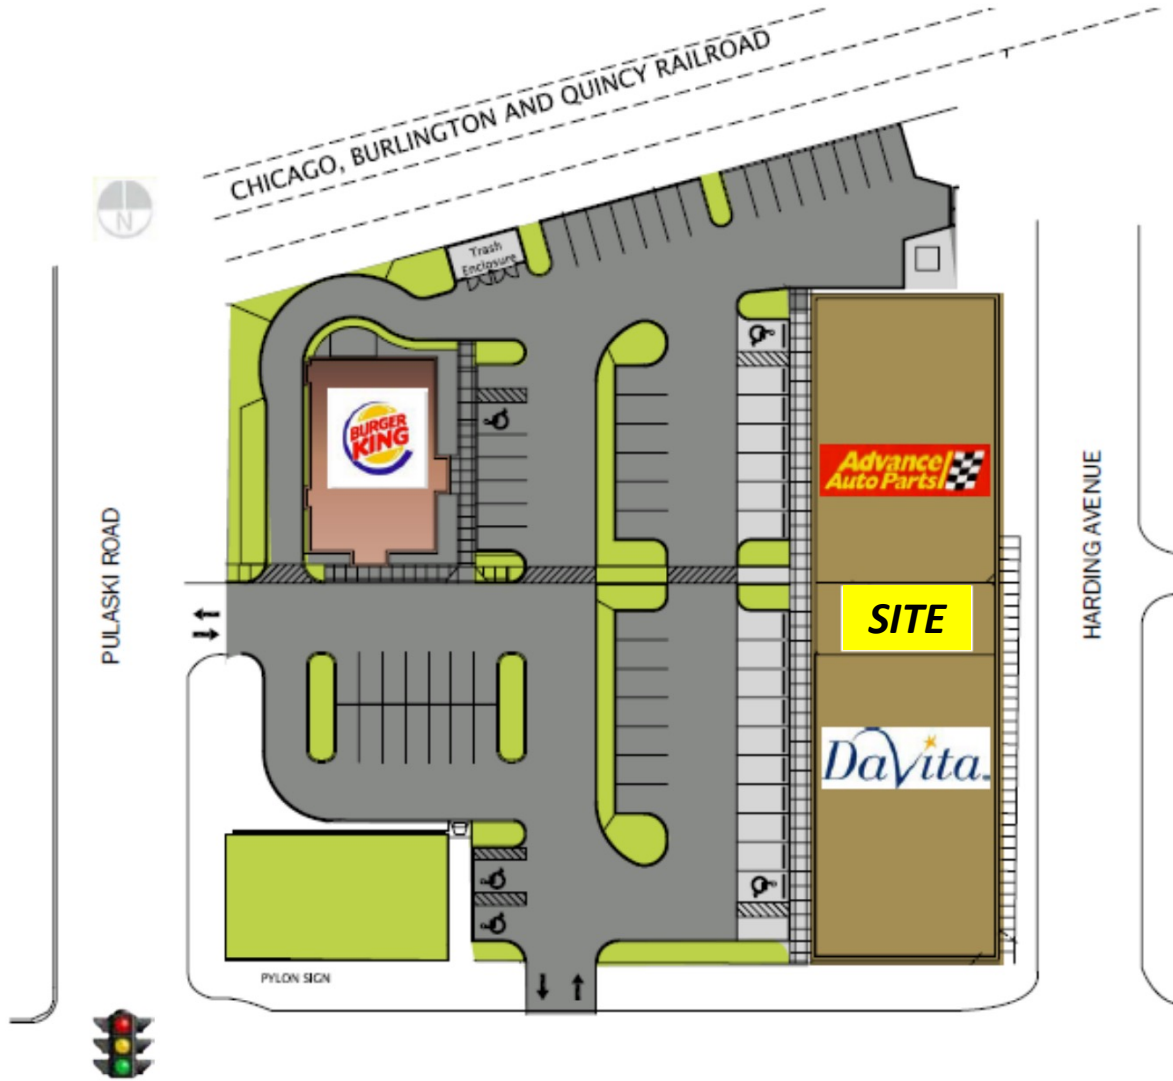 CHICAGO, BURLINGTON AND QUINCY RAILROAD
N
Trash
Enclosure
BURGER
KING
Advance
Auto Parts
PULASKI ROAD
HARDING AVENUE
SITE
DaVita.
PYLON SIGN